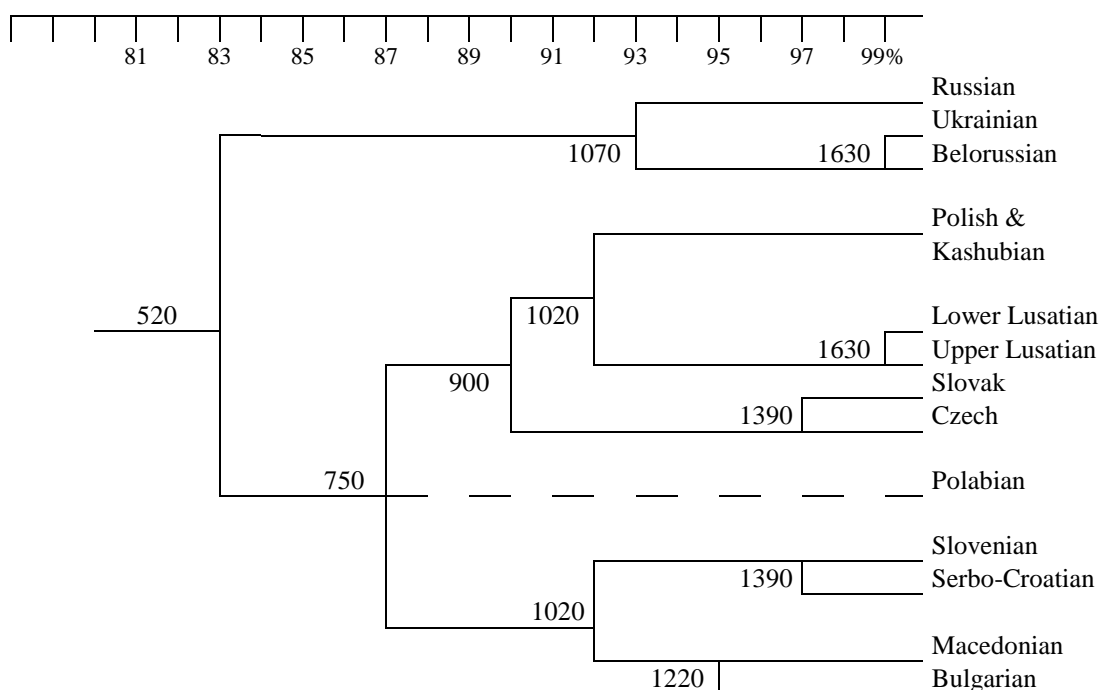 81 83 85 87 89 91 93 95 97 99%
Russian
Ukrainian
1070 1630 Belorussian
Polish &
Kashubian
520 1020 Lower Lusatian
1630 Upper Lusatian
900 Slovak
1390 Czech
750 Polabian
Slovenian
1390 Serbo-Croatian
1020
Macedonian
1220 Bulgarian